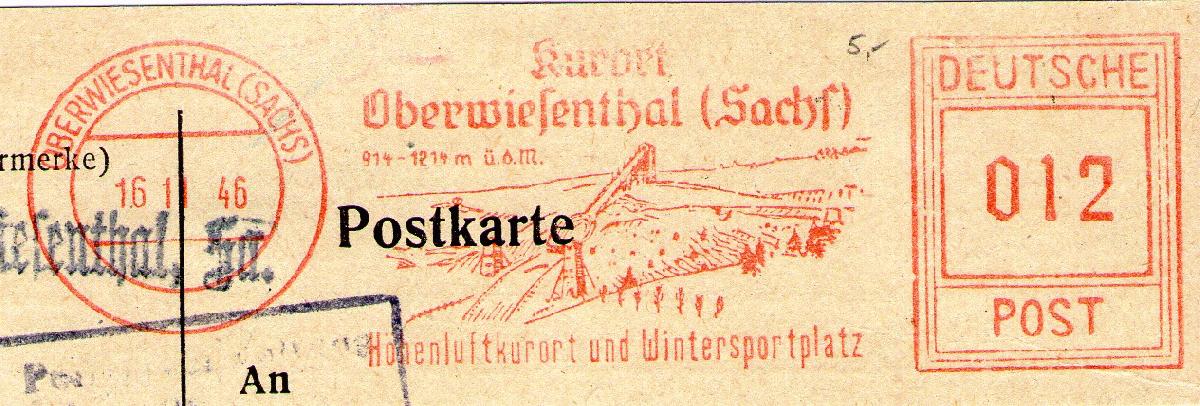 5,-
Kurort
Oberwiesenthal (Sachs)
914-1214 m ü.d.M.
Höhenluftkurort und Wintersportplatz
OBERWIESENTHAL (SACHS)
16 11 46
DEUTSCHE
012
POST
rmerke)
iesenthal, Sa.
Postkarte
An